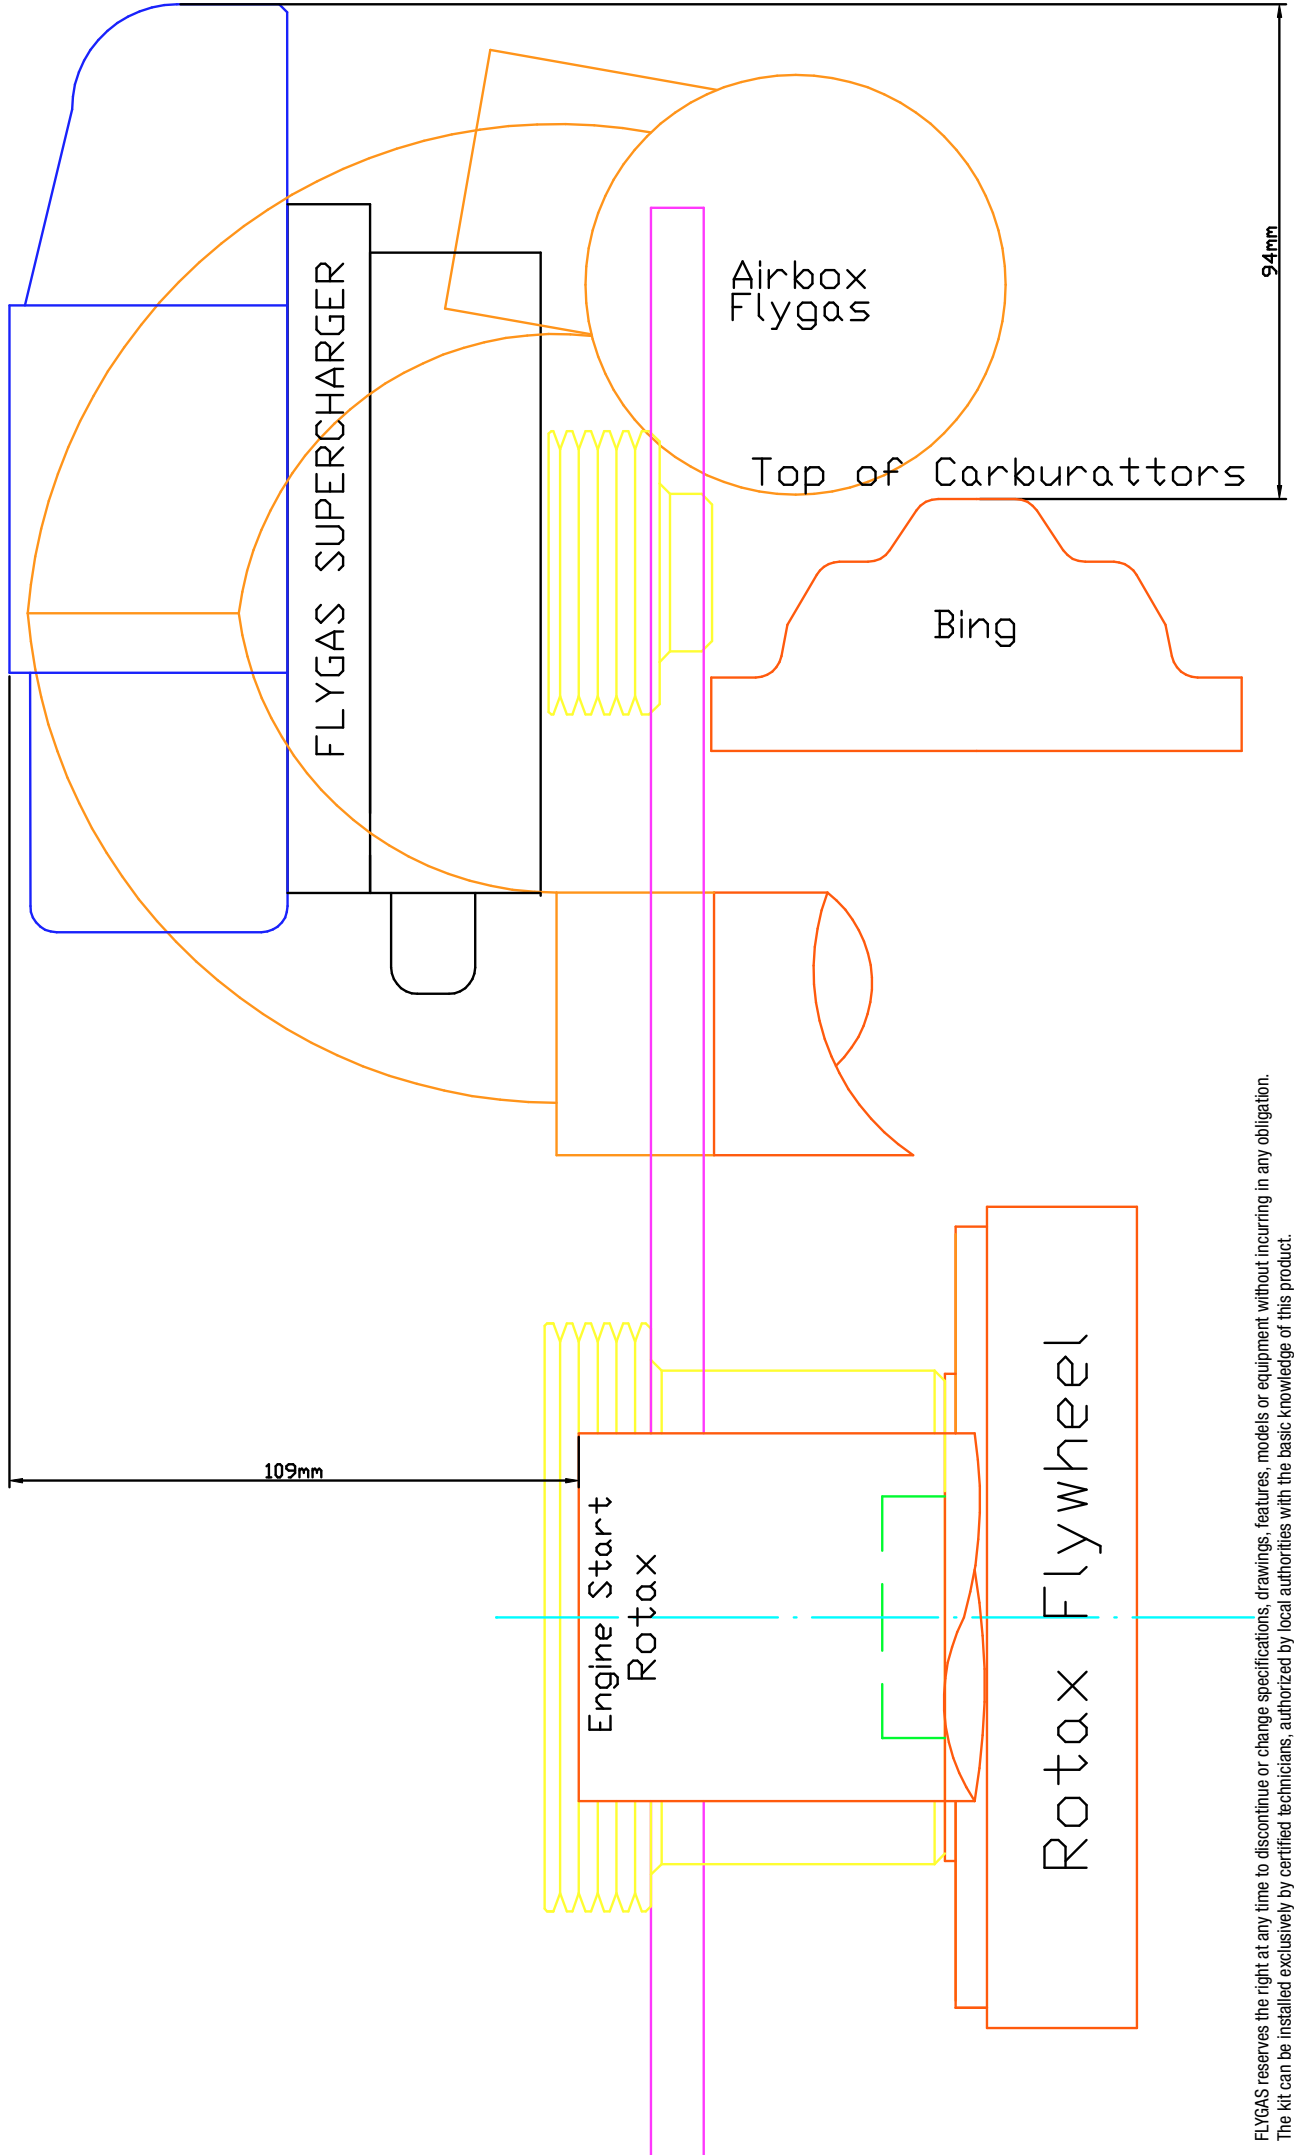 94mm
Airbox
Flygas
FLYGAS SUPERCHARGER
Top of Carburattors
Bing
109mm
Engine Start
Rotax
Rotax Flywheel
FLYGAS reserves the right at any time to discontinue or change specifications, drawings, features, models or equipment without incurring in any obligation.
The kit can be installed exclusively by certified technicians, authorized by local authorities with the basic knowledge of this product.